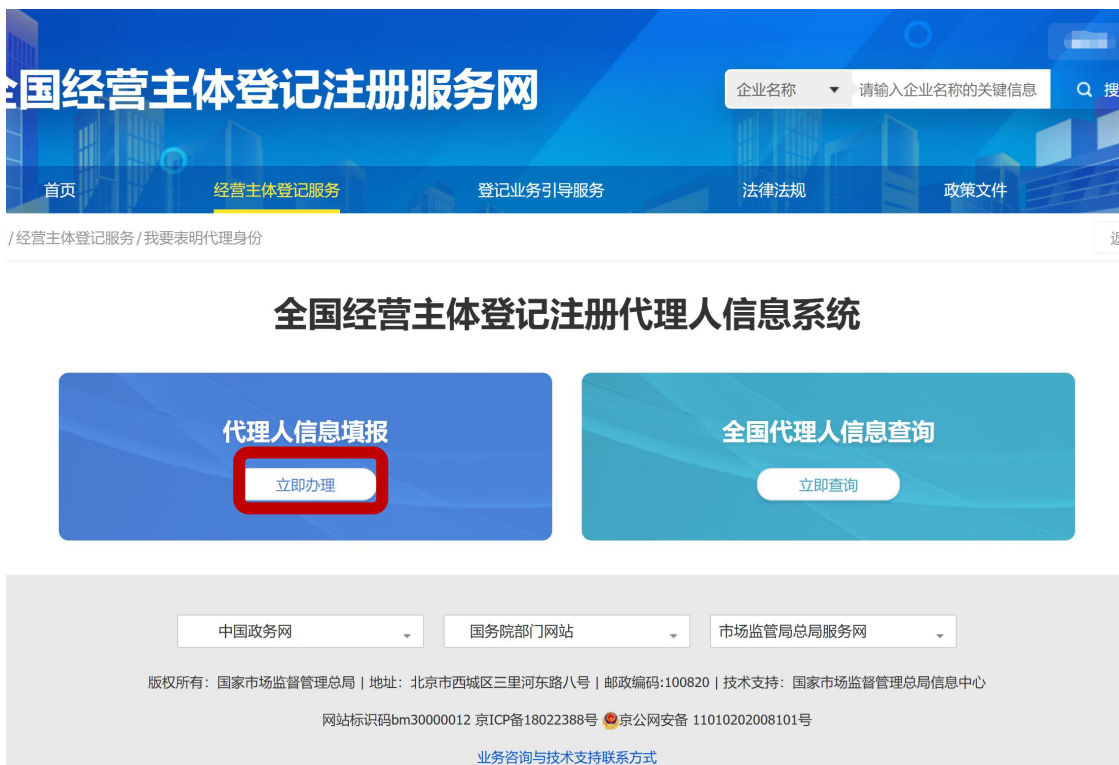 国经营主体登记注册服务网
企业名称 请输入企业名称的关键信息 搜
首页 经营主体登记服务 登记业务引导服务 法律法规 政策文件
/经营主体登记服务/我要表明代理身份
全国经营主体登记注册代理人信息系统
代理人信息填报 全国代理人信息查询
立即办理 立即查询
中国政务网 国务院部门网站 市场监管局总局服务网
版权所有：国家市场监督管理总局 | 地址：北京市西城区三里河东路八号 | 邮政编码:100820 | 技术支持：国家市场监督管理总局信息中心
网站标识码bm30000012 京ICP备18022388号 京公网安备 11010202008101号
业务咨询与技术支持联系方式